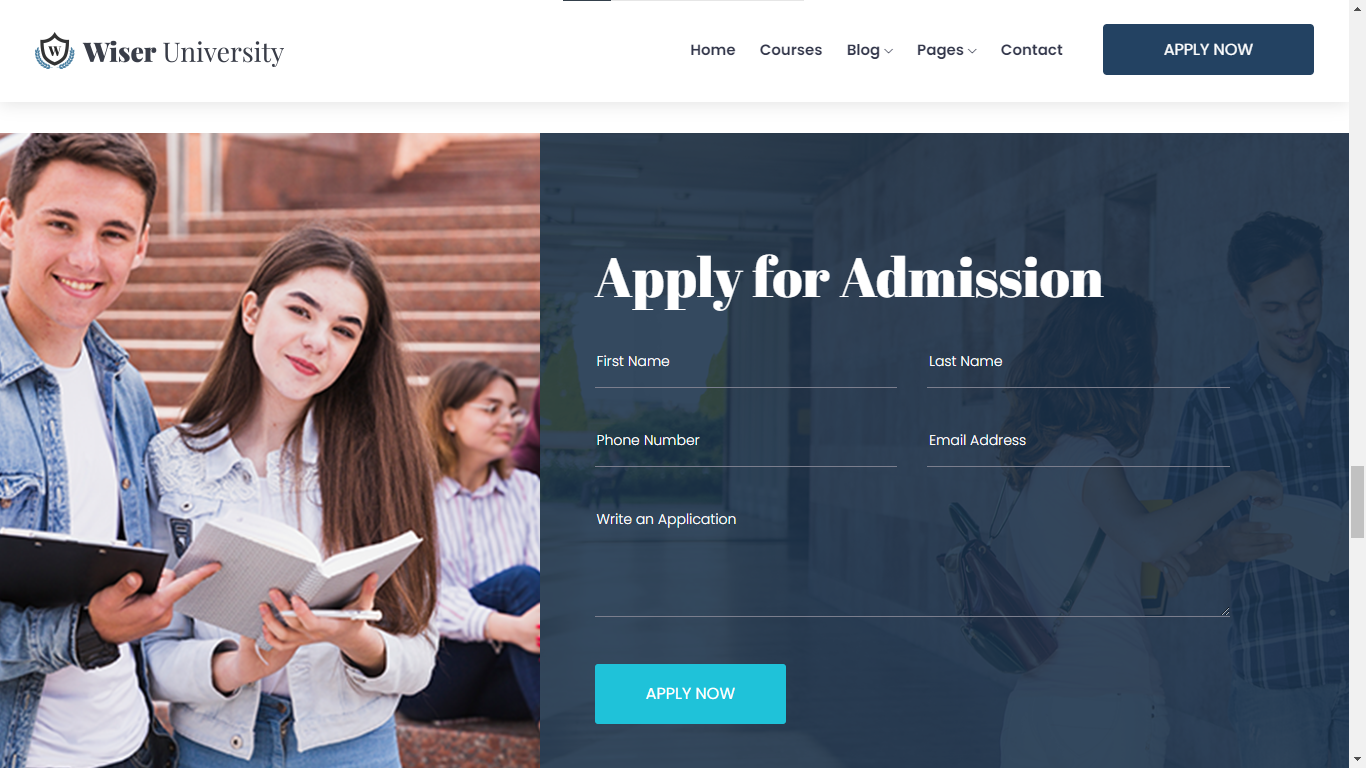 W Wiser University
Home Courses Blog Pages Contact APPLY NOW
Apply for Admission
First Name Last Name
Phone Number Email Address
Write an Application
APPLY NOW